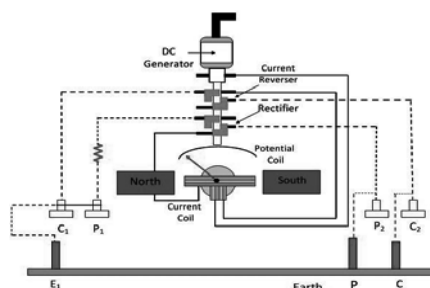 DC
Generator
Current
Reverser
Rectifier
Potential
Coil
North
South
Current
Coil
C₁
P₁
P₂
C₂
E₁
Earth
P
C